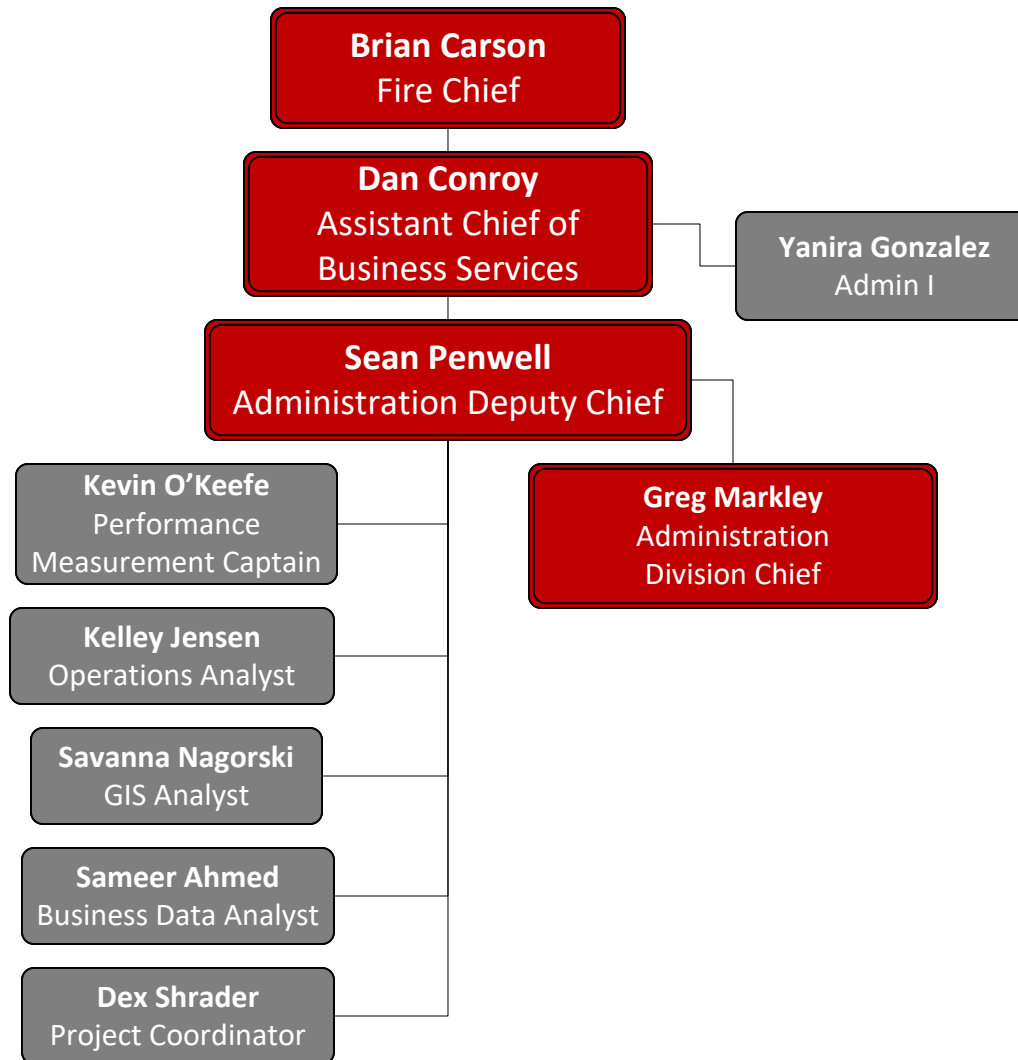 Brian Carson
Fire Chief
Dan Conroy
Assistant Chief of
Business Services
Yanira Gonzalez
Admin I
Sean Penwell
Administration Deputy Chief
Kevin O’Keefe
Performance
Measurement Captain
Greg Markley
Administration
Division Chief
Kelley Jensen
Operations Analyst
Savanna Nagorski
GIS Analyst
Sameer Ahmed
Business Data Analyst
Dex Shrader
Project Coordinator